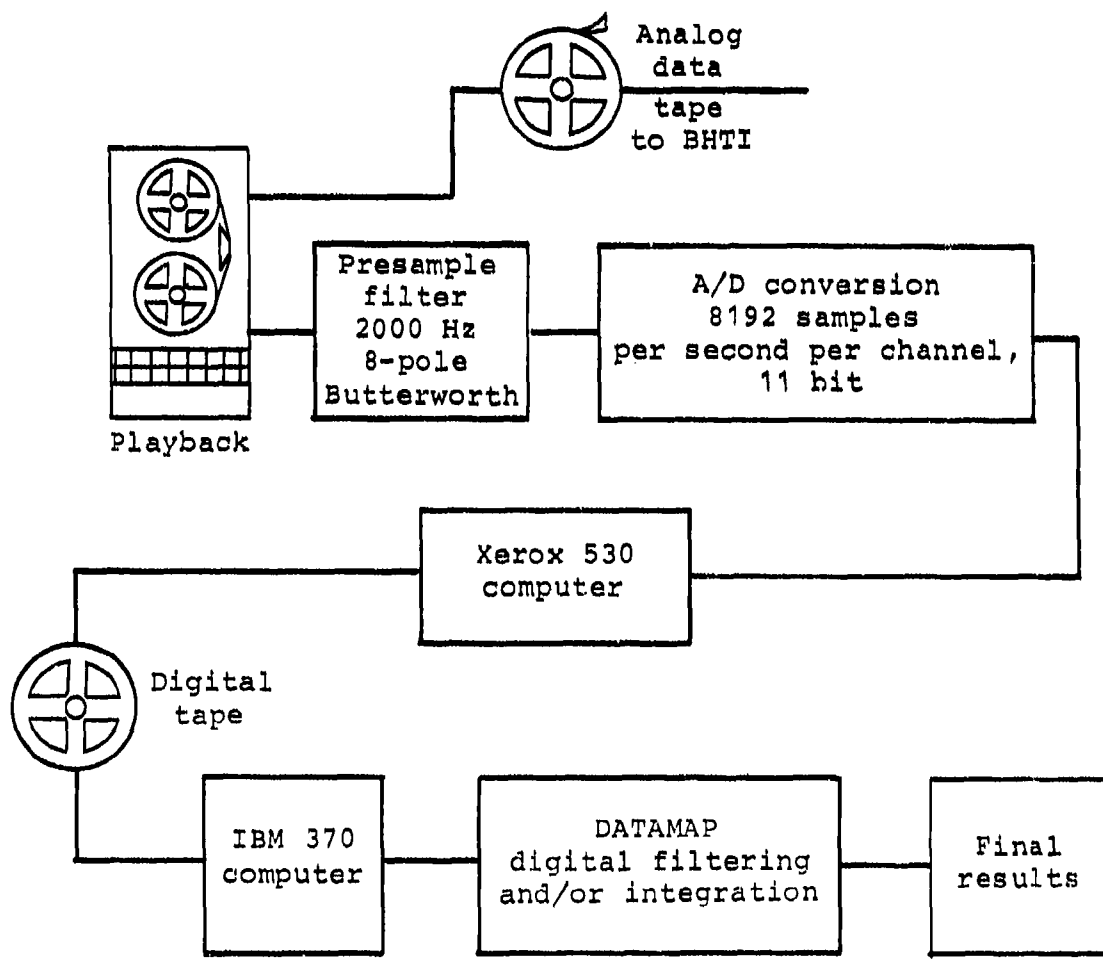 Analog
data
tape
to BHTI
Presample
filter
2000 Hz
8-pole
Butterworth
A/D conversion
8192 samples
per second per channel,
11 bit
Playback
Xerox 530
computer
Digital
tape
IBM 370
computer
DATAMAP
digital filtering
and/or integration
Final
results